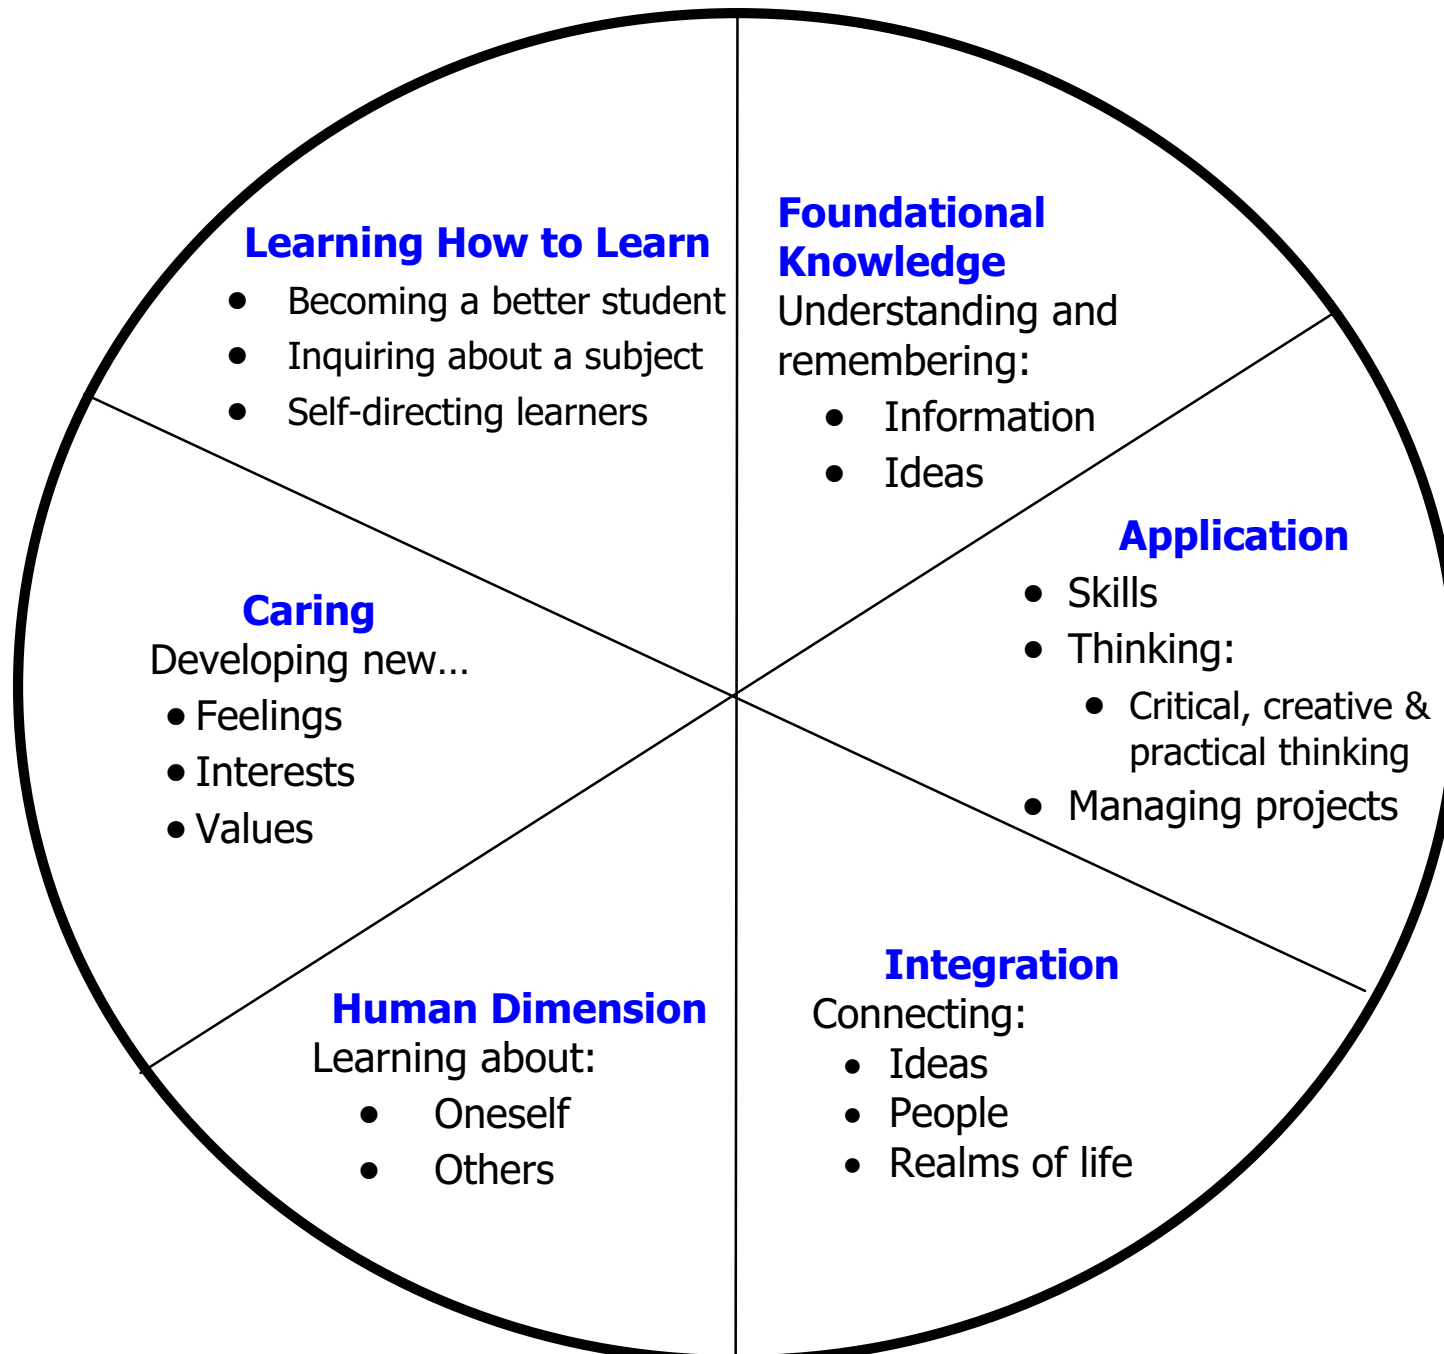 Learning How to Learn
• Becoming a better student
• Inquiring about a subject
• Self-directing learners
Foundational
Knowledge
Understanding and
remembering:
• Information
• Ideas
Application
• Skills
• Thinking:
• Critical, creative &
practical thinking
• Managing projects
Integration
Connecting:
• Ideas
• People
• Realms of life
Human Dimension
Learning about:
• Oneself
• Others
Caring
Developing new...
• Feelings
• Interests
• Values